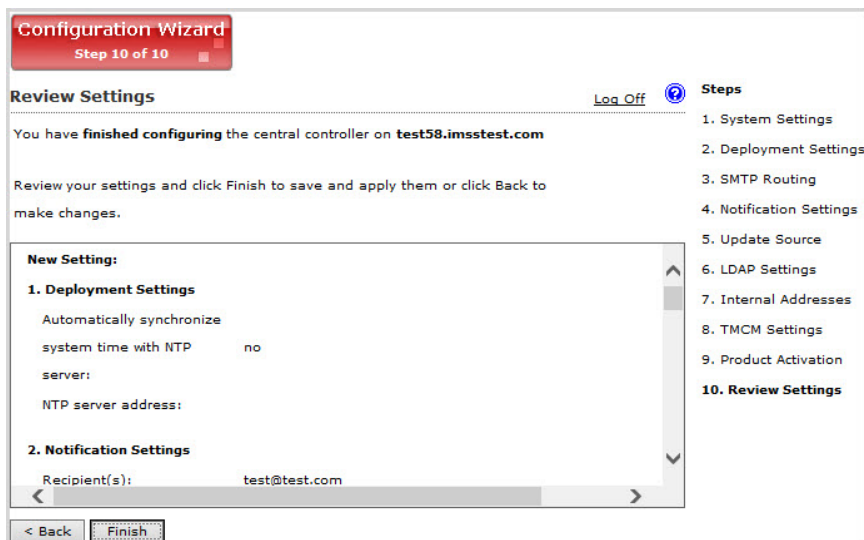 Configuration Wizard
Step 10 of 10
Review Settings
Log Off
?
You have finished configuring the central controller on test58.imsstest.com
Review your settings and click Finish to save and apply them or click Back to
make changes.
New Setting:
1. Deployment Settings
Automatically synchronize
system time with NTP no
server:
NTP server address:
2. Notification Settings
Recipient(s): test@test.com
< Back Finish
Steps
1. System Settings
2. Deployment Settings
3. SMTP Routing
4. Notification Settings
5. Update Source
6. LDAP Settings
7. Internal Addresses
8. TMCM Settings
9. Product Activation
10. Review Settings